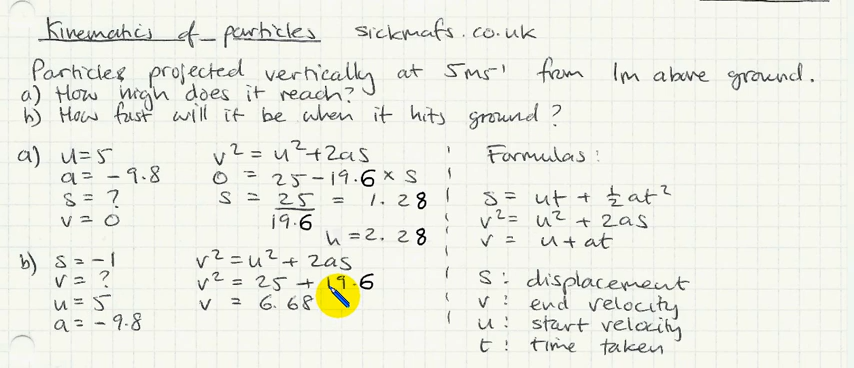 Kinematics of particles sickmafs.co.uk
Particles projected vertically at 5ms⁻¹ from 1m above ground.
a) How high does it reach?
b) How fast will it be when it hits ground?
a) u=5
a = -9.8
s = ?
v = 0
v² = u²+2as
0 = 25-19.6 × s
s = 25/19.6 = 1.28
h = 2.28
b) s = -1
v = ?
u = 5
a = -9.8
v² = u² + 2as
v² = 25 + 19.6
v = 6.68
Formulas:
s = ut + ½at²
v² = u² + 2as
v = u + at
s: displacement
v: end velocity
u: start velocity
t: time taken